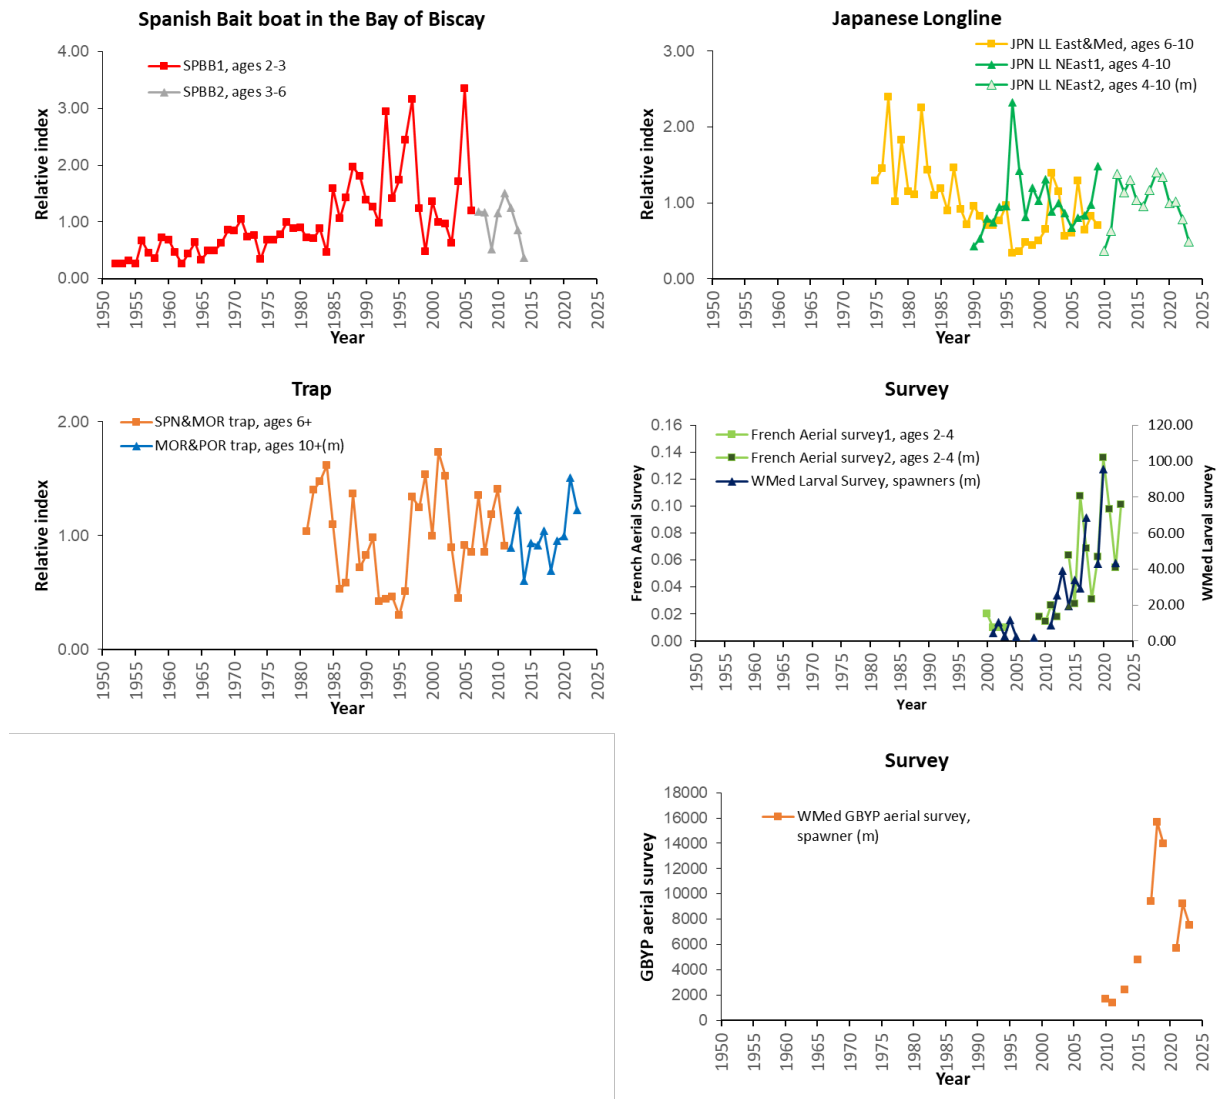 Spanish Bait boat in the Bay of Biscay
SPBB1, ages 2-3
SPBB2, ages 3-6
Relative index
4.00
3.00
2.00
1.00
0.00
1950 1955 1960 1965 1970 1975 1980 1985 1990 1995 2000 2005 2010 2015 2020 2025
Year
Japanese Longline
JPN LL East&Med, ages 6-10
JPN LL NEast1, ages 4-10
JPN LL NEast2, ages 4-10 (m)
Relative index
3.00
2.00
1.00
0.00
1950 1955 1960 1965 1970 1975 1980 1985 1990 1995 2000 2005 2010 2015 2020 2025
Year
Trap
SPN&MOR trap, ages 6+
MOR&POR trap, ages 10+(m)
Relative index
2.00
1.00
0.00
1950 1955 1960 1965 1970 1975 1980 1985 1990 1995 2000 2005 2010 2015 2020 2025
Year
Survey
French Aerial survey1, ages 2-4
French Aerial survey2, ages 2-4 (m)
WMed Larval Survey, spawners (m)
French Aerial Survey
0.16
0.14
0.12
0.10
0.08
0.06
0.04
0.02
0.00
120.00
100.00
80.00
60.00
40.00
20.00
0.00
WMed Larval survey
1950 1955 1960 1965 1970 1975 1980 1985 1990 1995 2000 2005 2010 2015 2020 2025
Year
Survey
WMed GBYP aerial survey,
spawner (m)
GBYP aerial survey
18000
16000
14000
12000
10000
8000
6000
4000
2000
0
1950 1955 1960 1965 1970 1975 1980 1985 1990 1995 2000 2005 2010 2015 2020 2025
Year